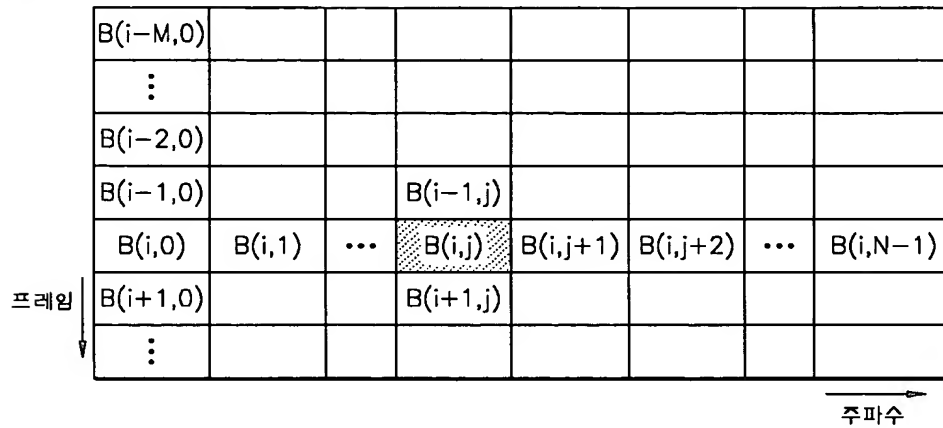 B(i-M,0)
⋮
B(i-2,0)
B(i-1,0) B(i-1,j)
B(i,0) B(i,1) ••• B(i,j) B(i,j+1) B(i,j+2) ••• B(i,N-1)
프레임 B(i+1,0) B(i+1,j)
⋮
주파수